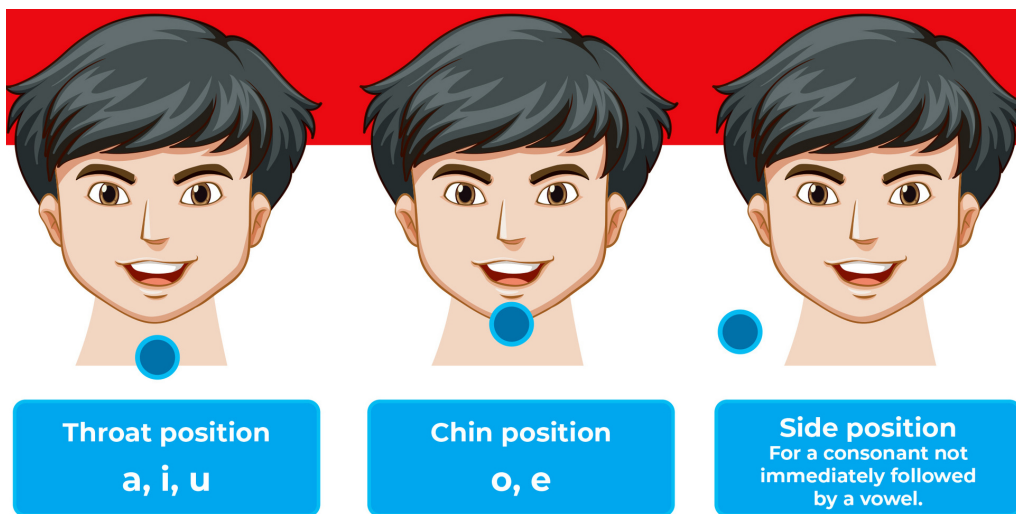 Throat position
a, i, u
Chin position
o, e
Side position
For a consonant not
immediately followed
by a vowel.